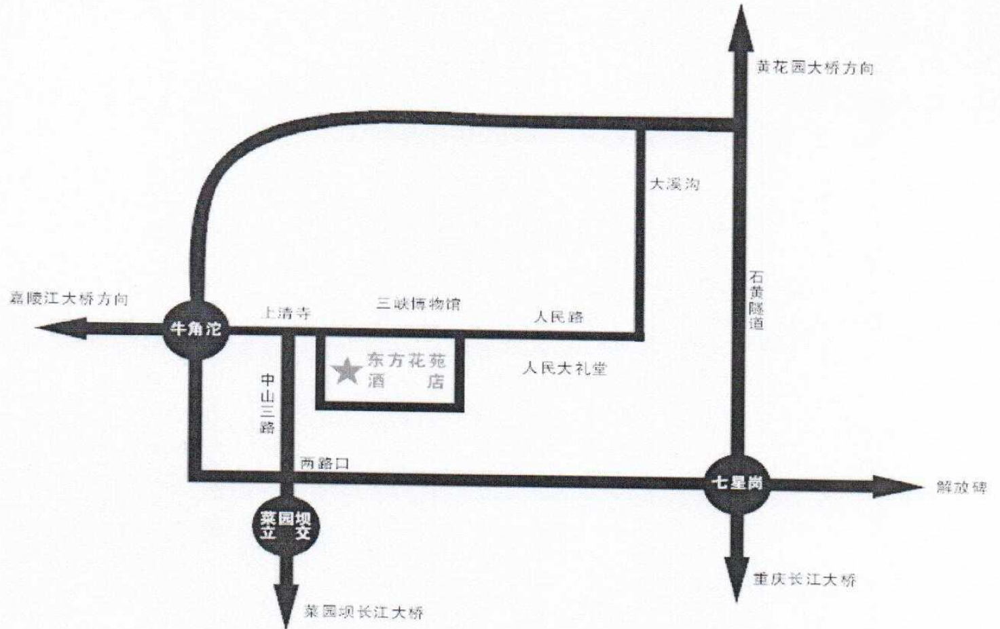 黄花园大桥方向
大溪沟
石黄隧道
嘉陵江大桥方向
牛角沱
上清寺
三峡博物馆
人民路
东方花苑
酒店
人民大礼堂
中山三路
两路口
七星岗
解放碑
菜园坝
立交
重庆长江大桥
菜园坝长江大桥